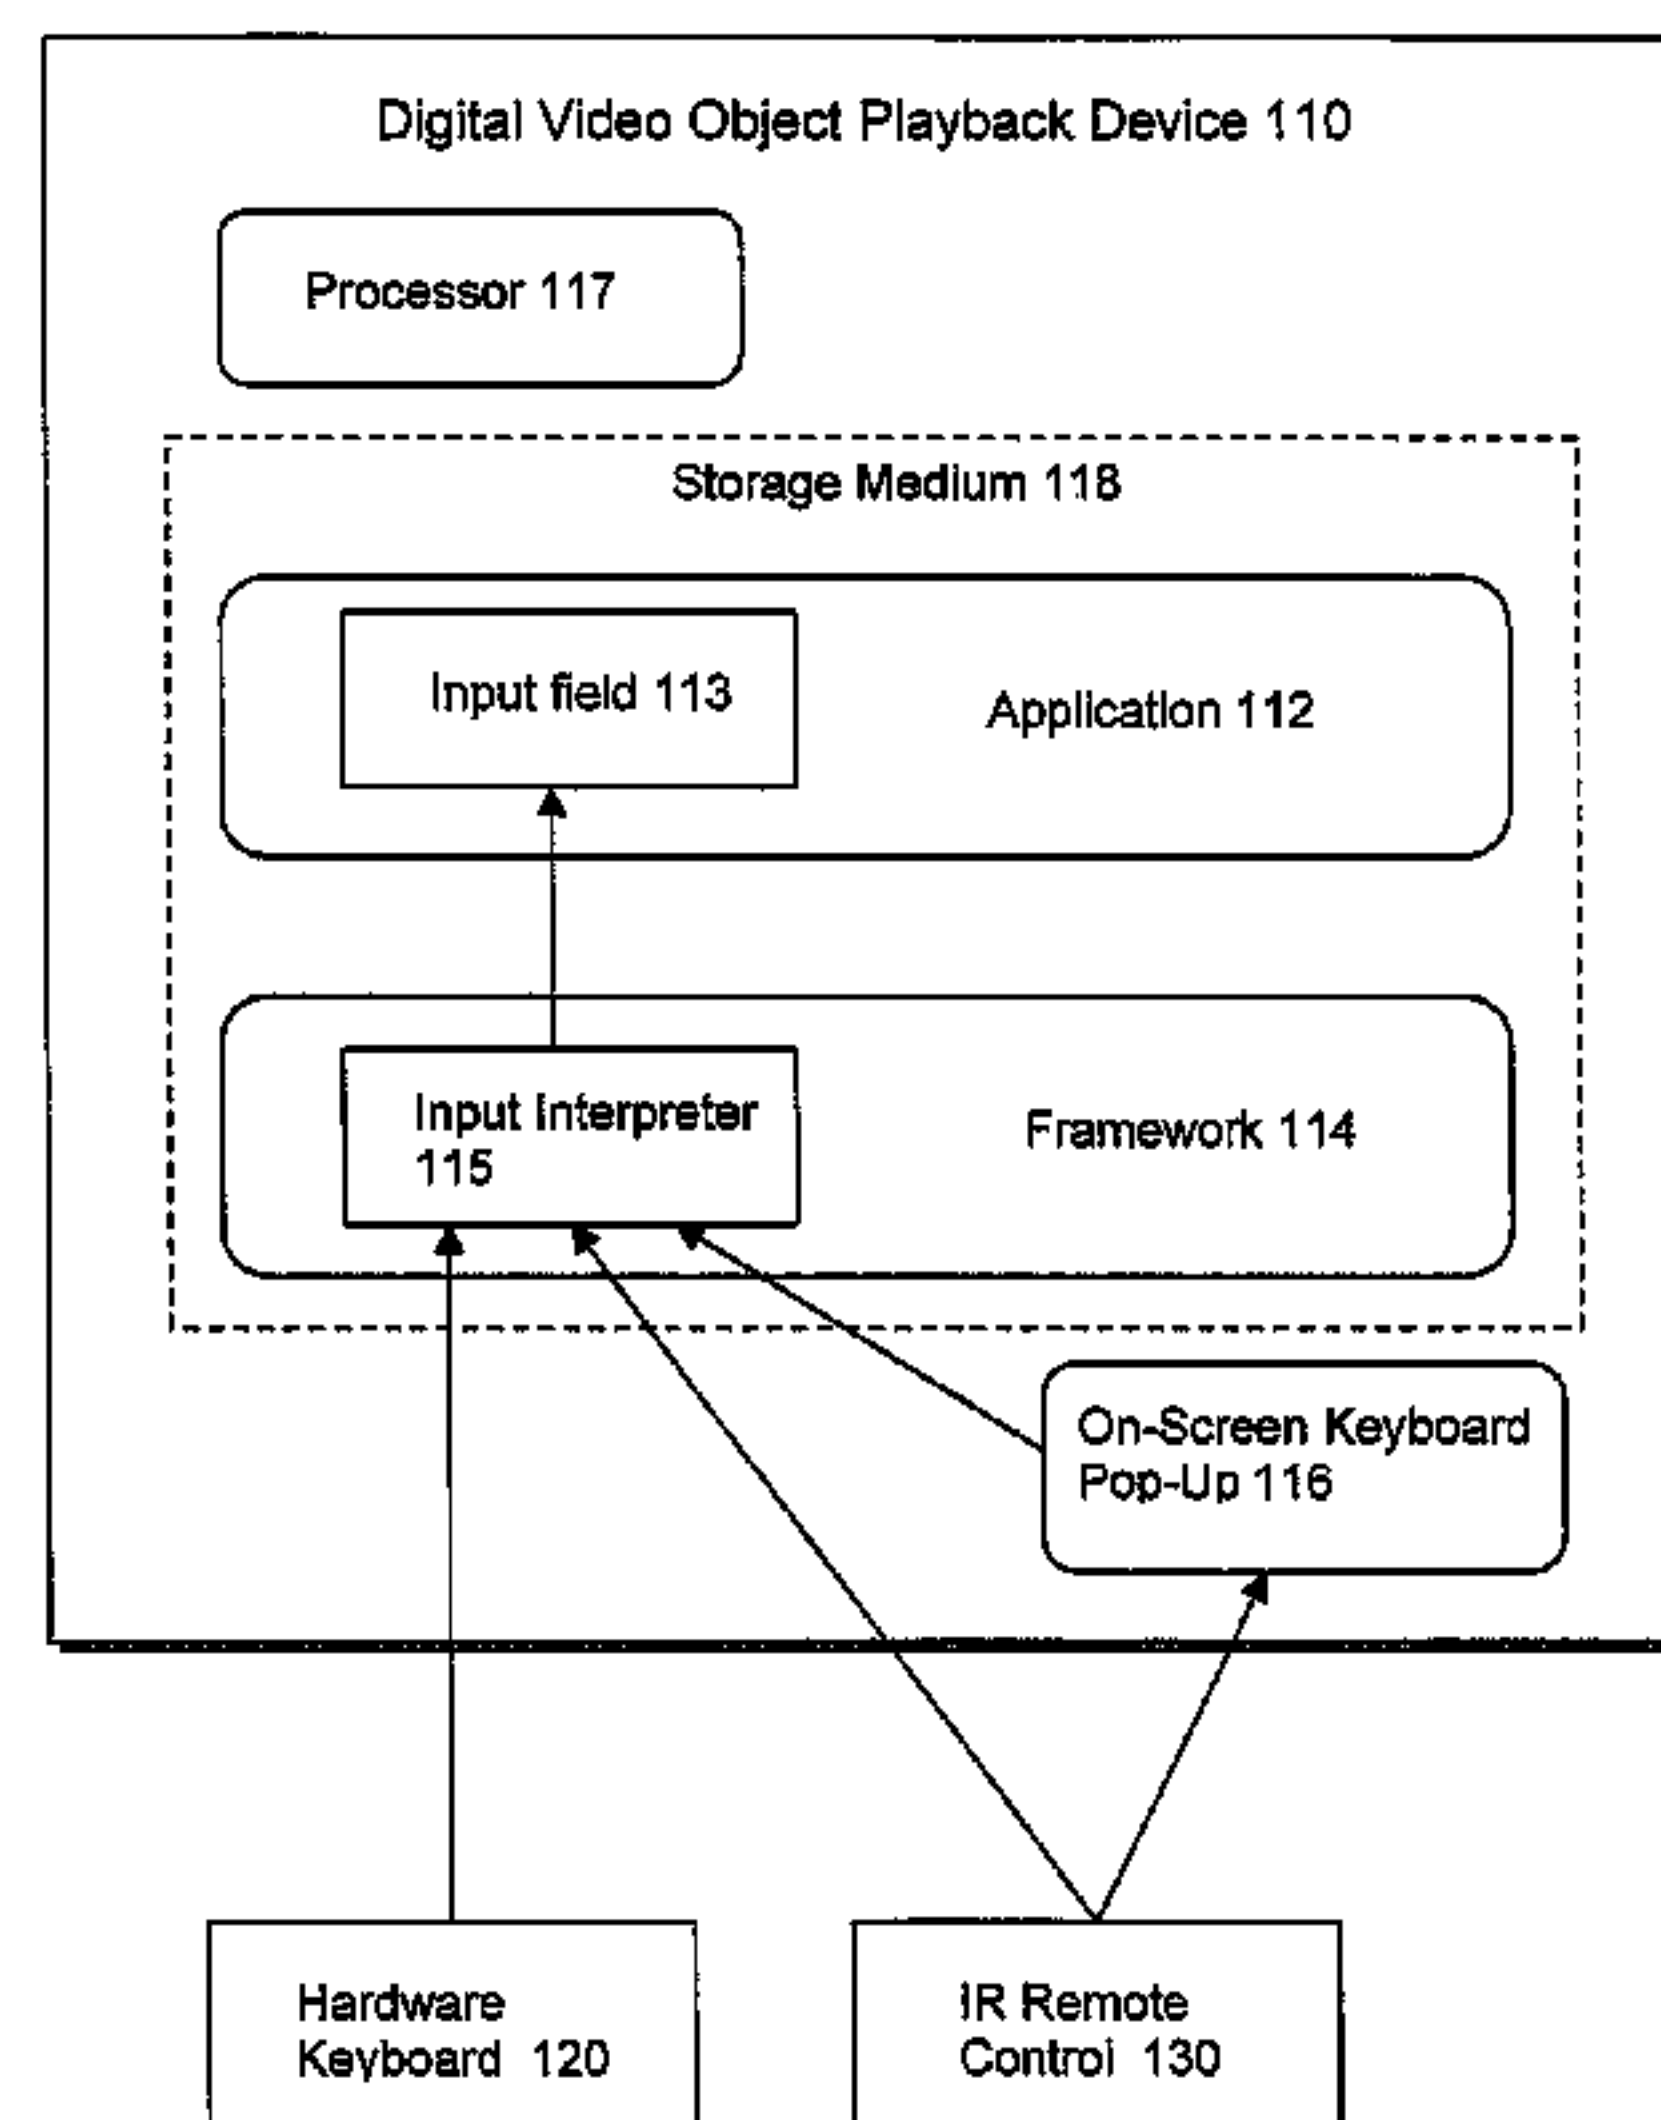 Digital Video Object Playback Device 110
Processor 117
Storage Medium 118
Input field 113
Application 112
Input Interpreter
115
Framework 114
On-Screen Keyboard
Pop-Up 116
Hardware
Keyboard 120
IR Remote
Control 130